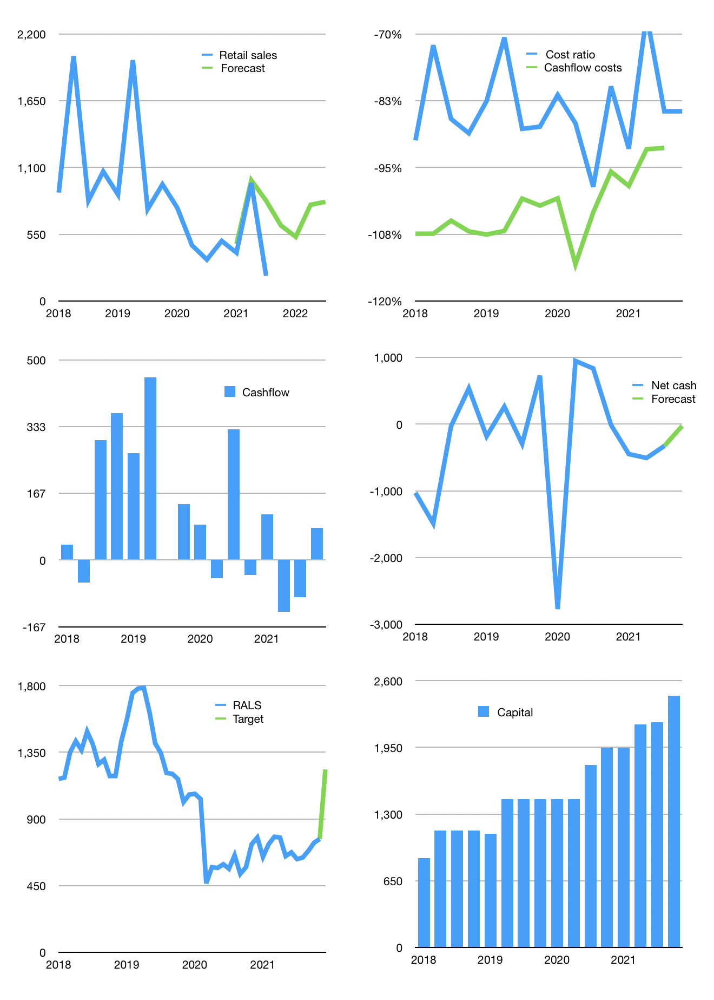 2,200
Retail sales
Forecast
1,650
1,100
550
0
2018 2019 2020 2021 2022
-70%
Cost ratio
Cashflow costs
-83%
-95%
-108%
-120%
2018 2019 2020 2021
500
Cashflow
333
167
0
-167
2018 2019 2020 2021
1,000
Net cash
Forecast
0
-1,000
-2,000
-3,000
2018 2019 2020 2021
1,800
RALS
Target
1,350
900
450
0
2018 2019 2020 2021
2,600
Capital
1,950
1,300
650
0
2018 2019 2020 2021